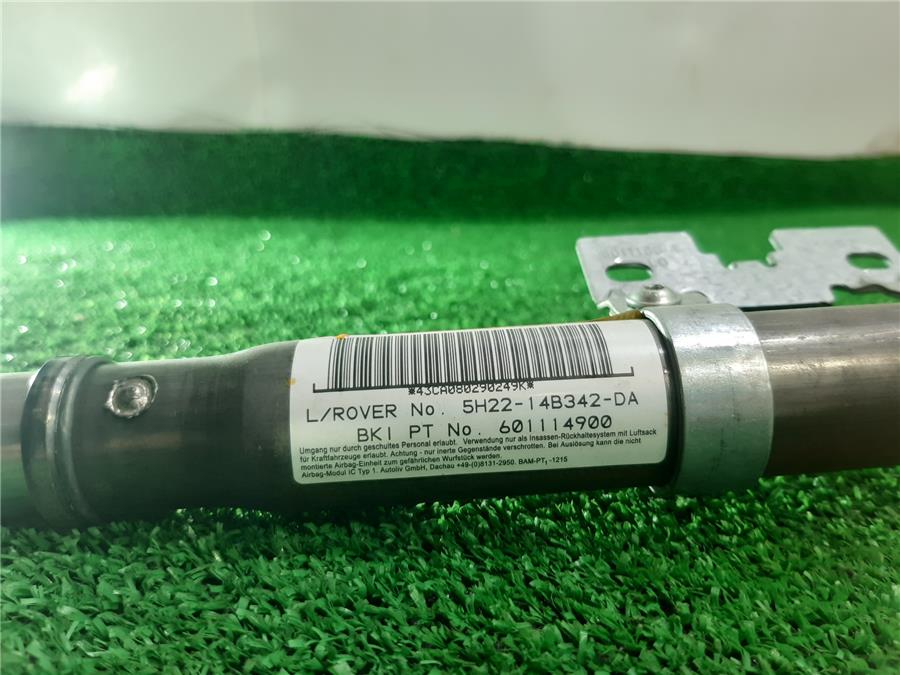 *43CA080290249K*
L/ROVER No. 5H22-14B342-DA
BKI PT No. 601114900
Umgang nur durch geschultes Personal erlaubt. Verwendung nur als Insassen-Rückhaltesystem mit Luftsack
für Kraftfahrzeuge erlaubt. Achtung - nur inerte Gegenstände verschrotten. Bei Auslösung kann die nicht
montierte Airbag-Einheit zum gefährlichen Wurfstück werden.
Airbag-Modul IC Typ 1. Autoliv GmbH, Dachau +49-(0)8131-2950. BAM-PT₁ -1215